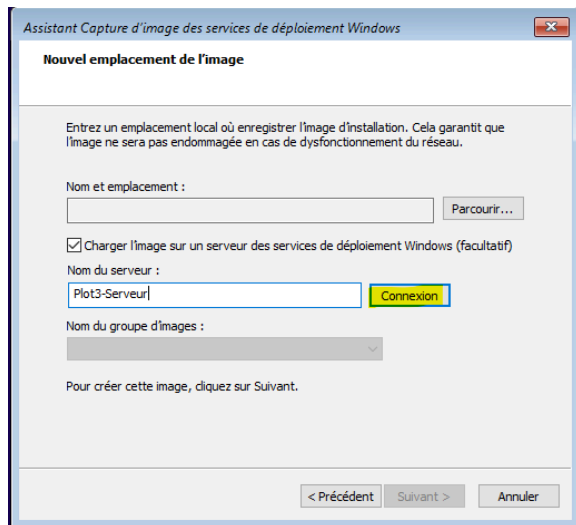 Assistant Capture d'image des services de déploiement Windows
Nouvel emplacement de l'image
Entrez un emplacement local où enregistrer l'image d'installation. Cela garantit que
l'image ne sera pas endommagée en cas de dysfonctionnement du réseau.
Nom et emplacement :
Parcourir...
Charger l'image sur un serveur des services de déploiement Windows (facultatif)
Nom du serveur :
Plot3-Serveur
Connexion
Nom du groupe d'images :
Pour créer cette image, cliquez sur Suivant.
< Précédent
Suivant >
Annuler